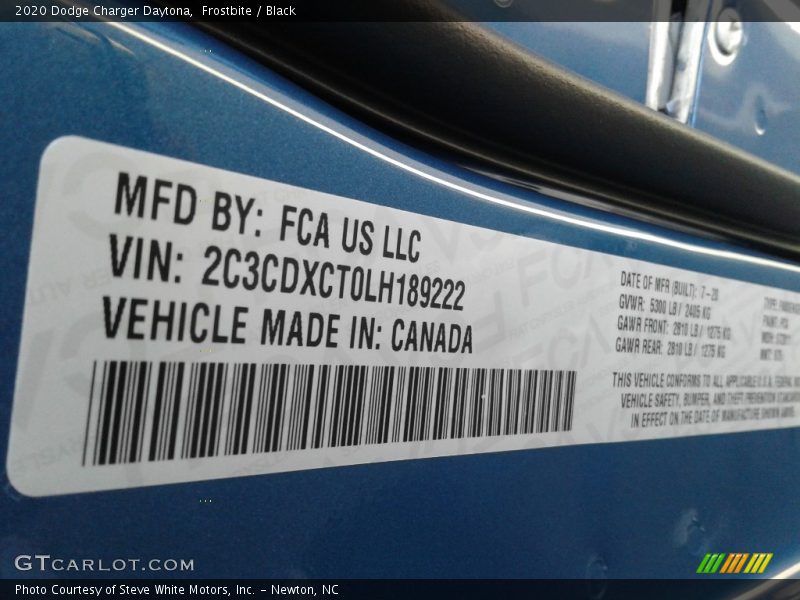 2020 Dodge Charger Daytona, Frostbite / Black
MFD BY: FCA US LLC
VIN: 2C3CDXCT0LH189222
VEHICLE MADE IN: CANADA
DATE OF MFR (BUILT): 7-20
GVWR: 5300 LB / 2405 KG
GAWR FRONT: 2810 LB / 1275 KG
GAWR REAR: 2810 LB / 1275 KG
THIS VEHICLE CONFORMS TO ALL APPLICABLE U.S.A. FEDERAL
VEHICLE SAFETY, BUMPER, AND THEFT PREVENTION STANDARDS
IN EFFECT ON THE DATE OF MANUFACTURE SHOWN ABOVE.
GTCARLOT.COM
Photo Courtesy of Steve White Motors, Inc. – Newton, NC